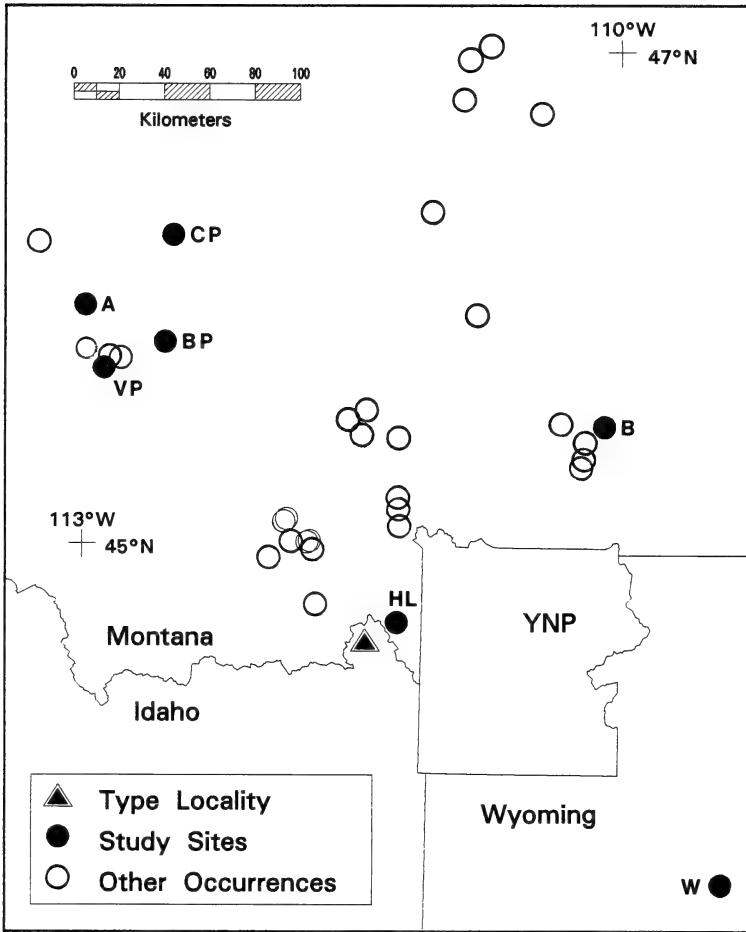 110°W
47°N
0 20 40 60 80 100
Kilometers
CP
A
BP
VP
B
113°W
45°N
HL
YNP
Montana
Idaho
Type Locality
Study Sites
Other Occurrences
Wyoming
W